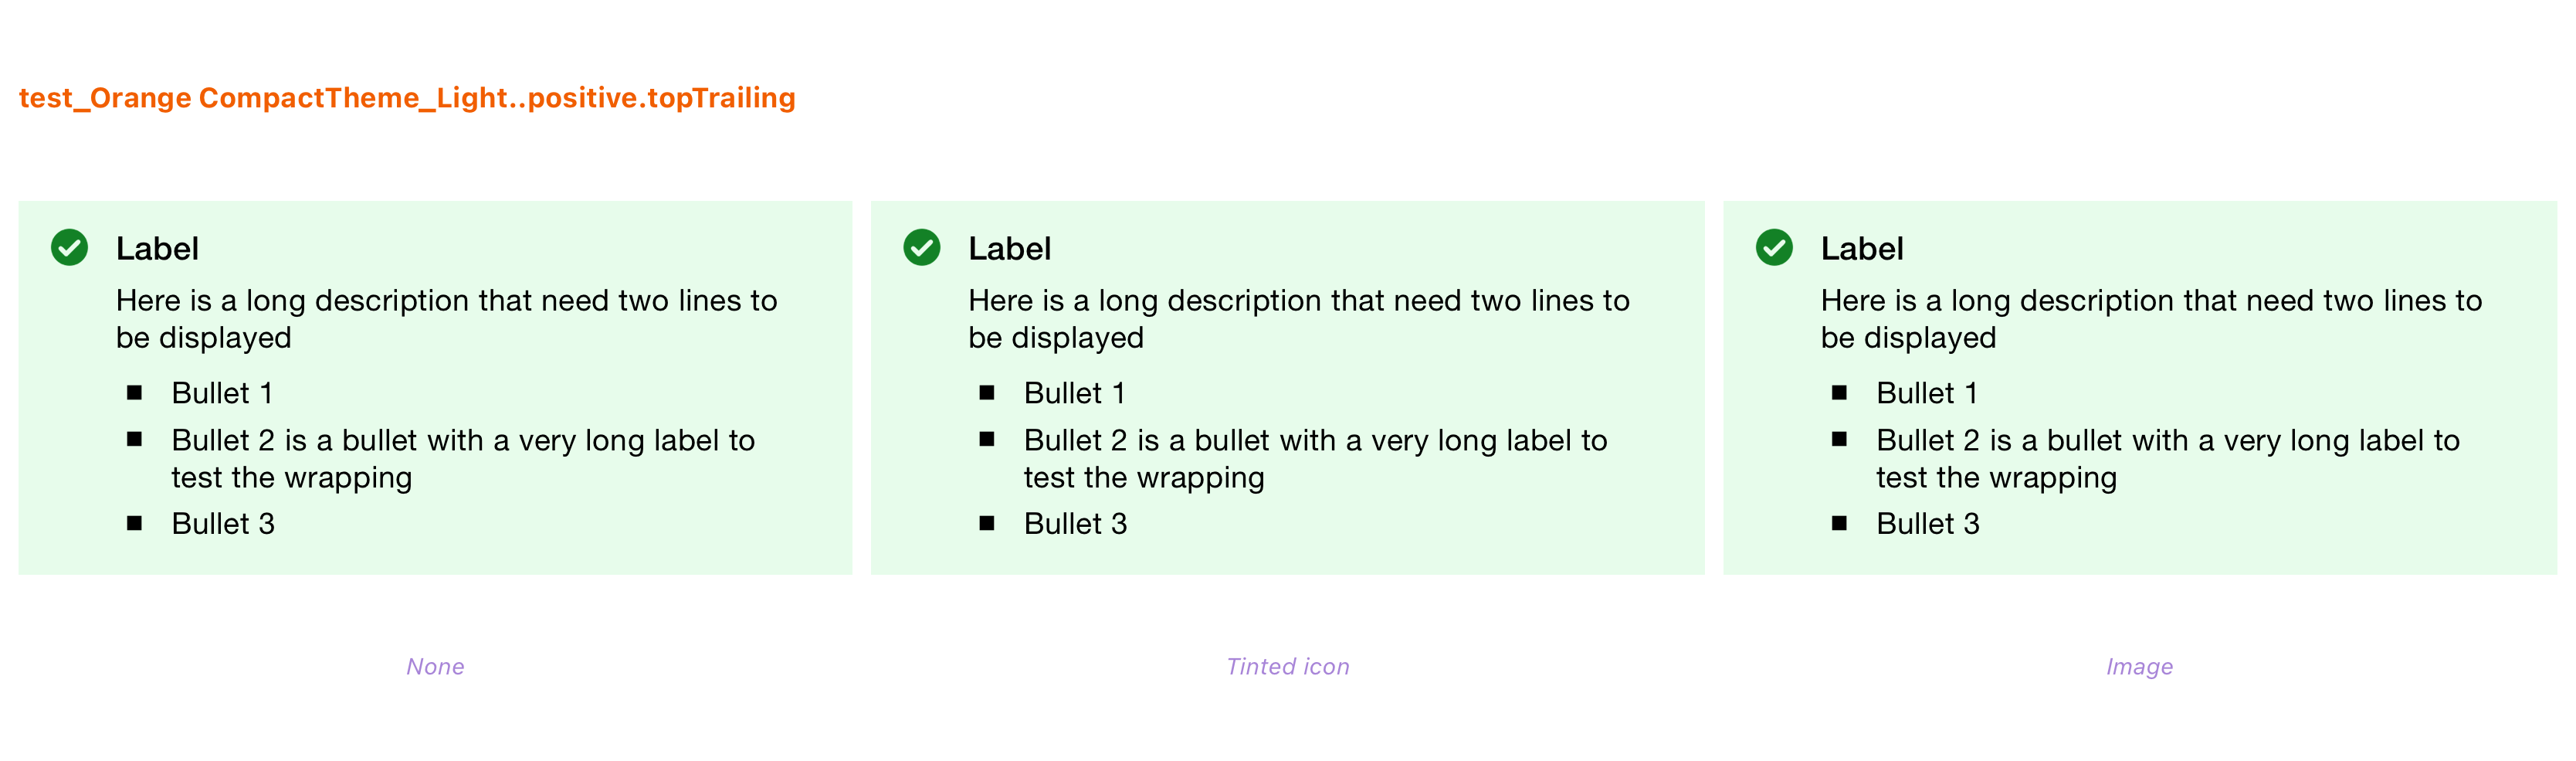 test_Orange CompactTheme_Light..positive.topTrailing
Label
Here is a long description that need two lines to
be displayed
■ Bullet 1
■ Bullet 2 is a bullet with a very long label to
test the wrapping
■ Bullet 3
None
Label
Here is a long description that need two lines to
be displayed
■ Bullet 1
■ Bullet 2 is a bullet with a very long label to
test the wrapping
■ Bullet 3
Tinted icon
Label
Here is a long description that need two lines to
be displayed
■ Bullet 1
■ Bullet 2 is a bullet with a very long label to
test the wrapping
■ Bullet 3
Image